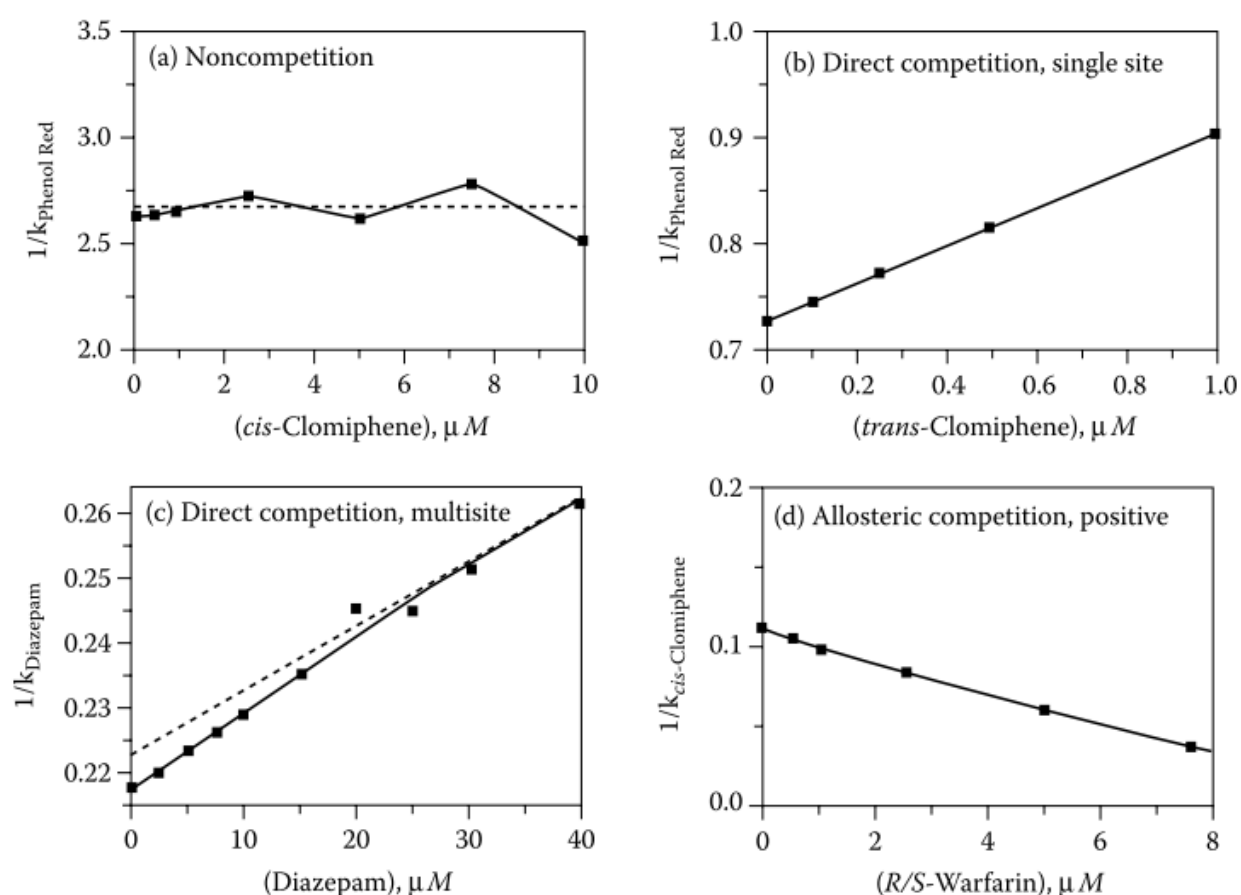 (a) Noncompetition
1/kPhenol Red
3.5
3.0
2.5
2.0
0 2 4 6 8 10
(cis-Clomiphene), μM
(b) Direct competition, single site
1/kPhenol Red
1.0
0.9
0.8
0.7
0 0.2 0.4 0.6 0.8 1.0
(trans-Clomiphene), μM
(c) Direct competition, multisite
1/kDiazepam
0.26
0.25
0.24
0.23
0.22
0 10 20 30 40
(Diazepam), μM
(d) Allosteric competition, positive
1/kcis-Clomiphene
0.2
0.1
0.0
0 2 4 6 8
(R/S-Warfarin), μM